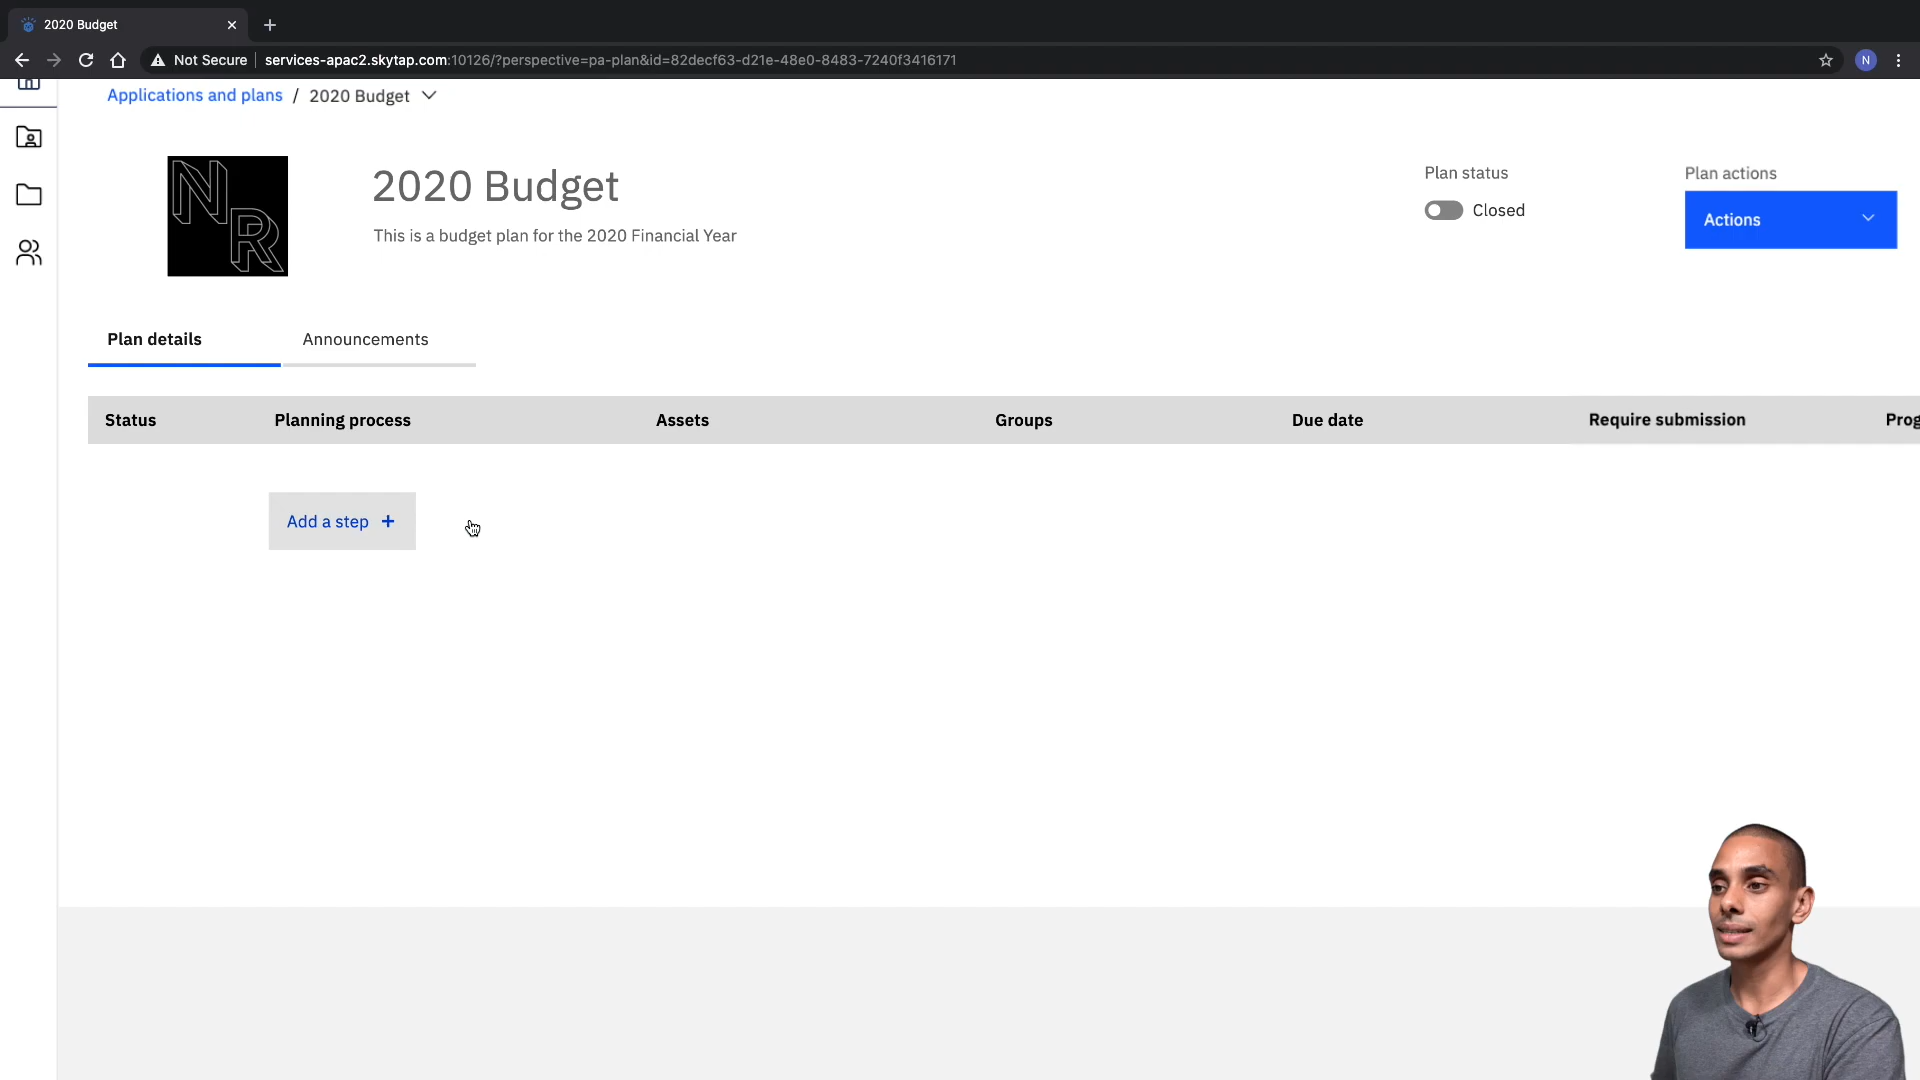 2020 Budget
Not Secure services-apac2.skytap.com:10126/?perspective=pa-plan&id=82decf63-d21e-48e0-8483-7240f3416171 N
Applications and plans / 2020 Budget
NR
2020 Budget
This is a budget plan for the 2020 Financial Year
Plan status
Closed
Plan actions
Actions
Plan details Announcements
Status Planning process Assets Groups Due date Require submission Prog
Add a step +